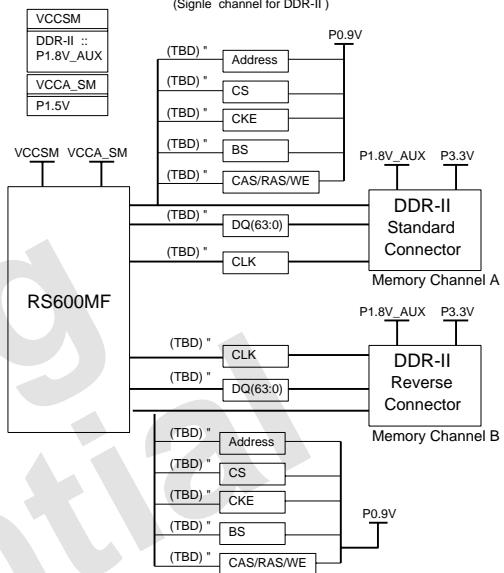 (Signle channel for DDR-II )
VCCSM
DDR-II ::
P1.8V_AUX
VCCA_SM
P1.5V
P0.9V
(TBD) " Address
(TBD) " CS
(TBD) " CKE
(TBD) " BS
(TBD) " CAS/RAS/WE
VCCSM VCCA_SM
P1.8V_AUX P3.3V
(TBD) " DQ(63:0)
(TBD) " CLK
DDR-II
Standard
Connector
Memory Channel A
RS600MF
P1.8V_AUX P3.3V
(TBD) " CLK
(TBD) " DQ(63:0)
DDR-II
Reverse
Connector
Memory Channel B
(TBD) " Address
(TBD) " CS
(TBD) " CKE
(TBD) " BS
(TBD) " CAS/RAS/WE
P0.9V